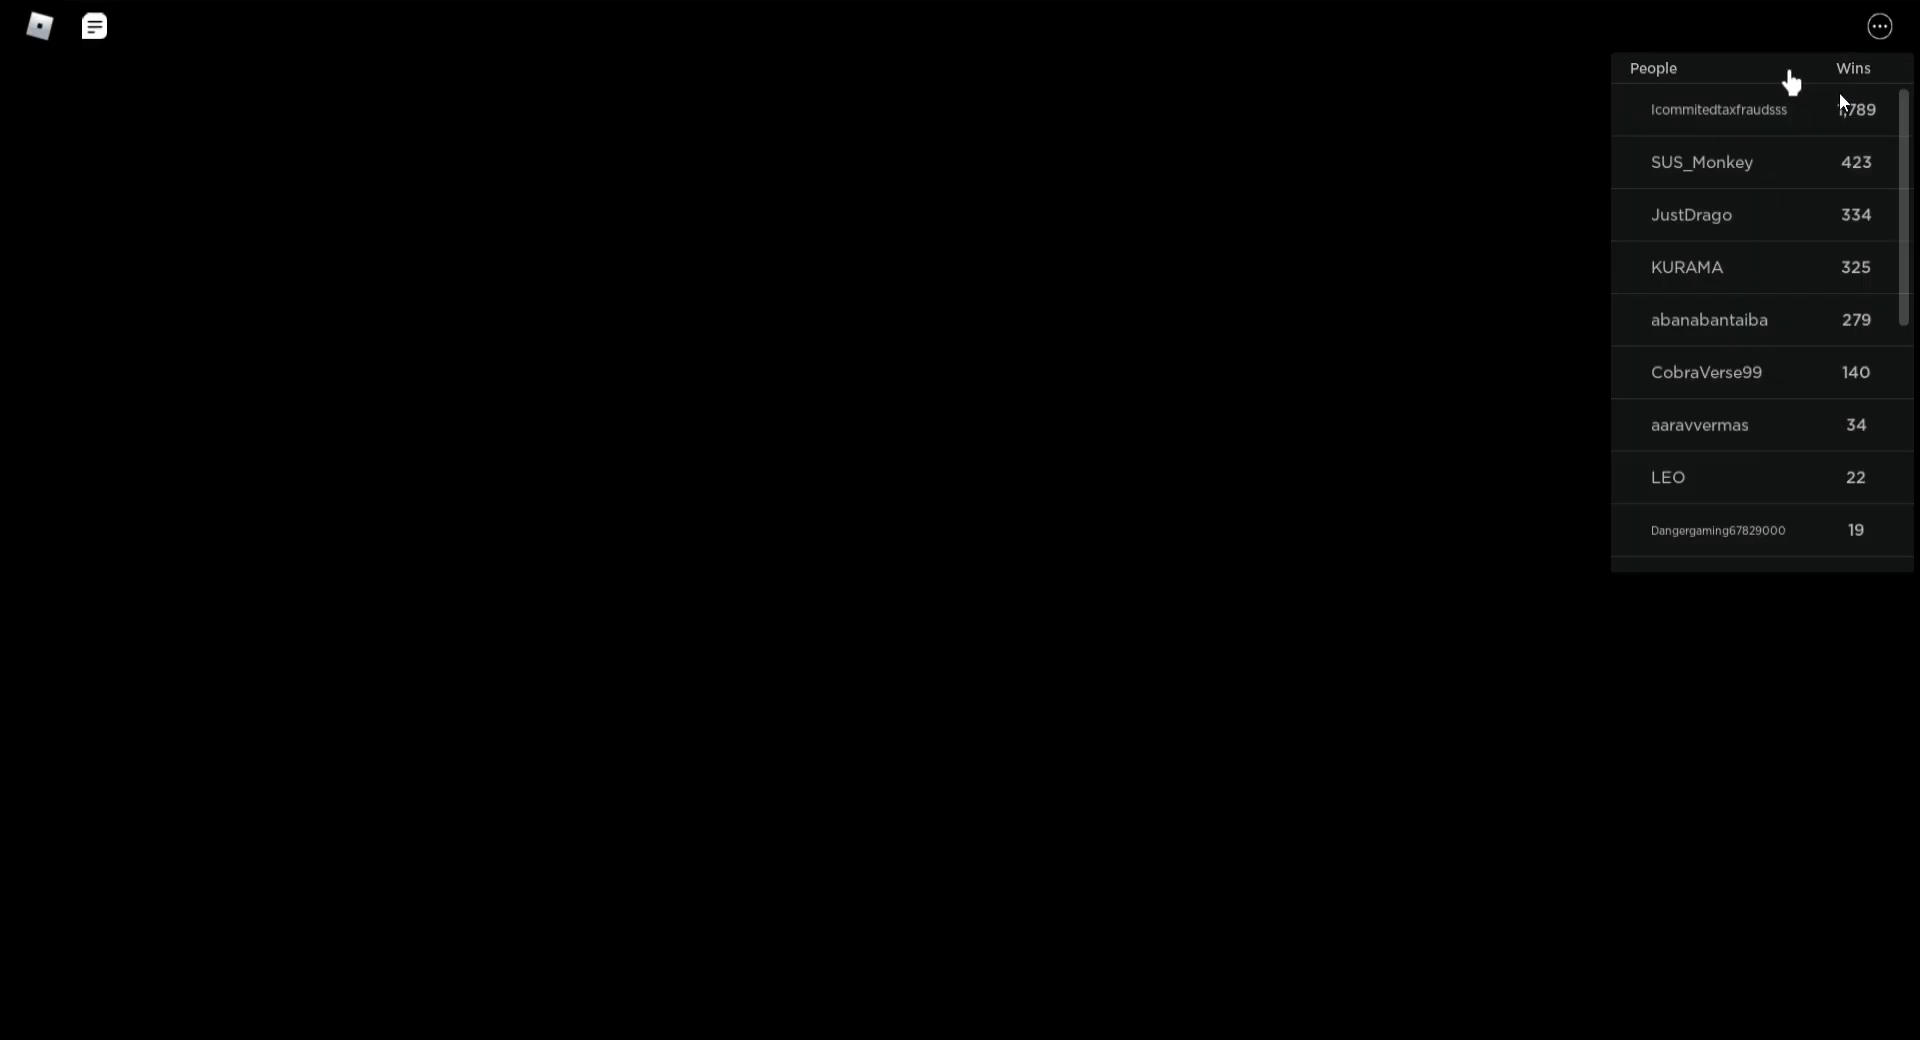 People Wins
Icommitedtaxfraudsss
SUS_Monkey 423
JustDrago 334
KURAMA 325
abanabantaiba 279
CobraVerse99 140
aaravvermas 34
LEO 22
Dangergaming67829000 19